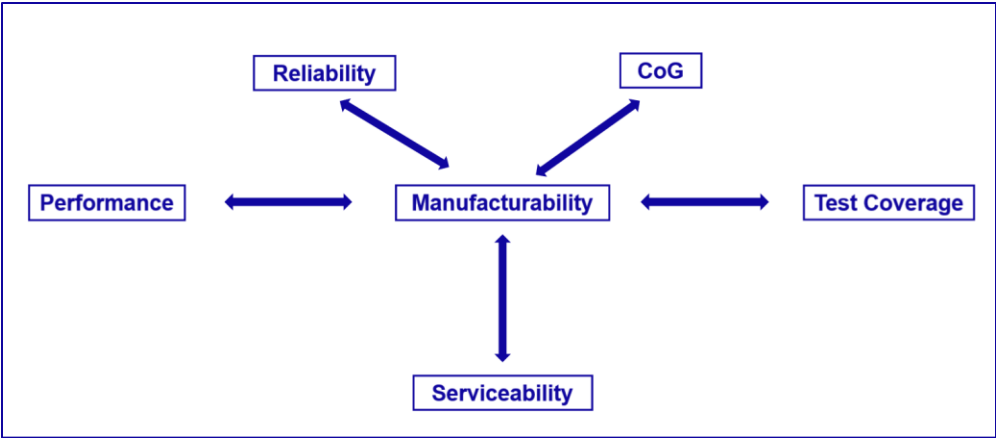 Reliability
CoG
Performance
Manufacturability
Test Coverage
Serviceability